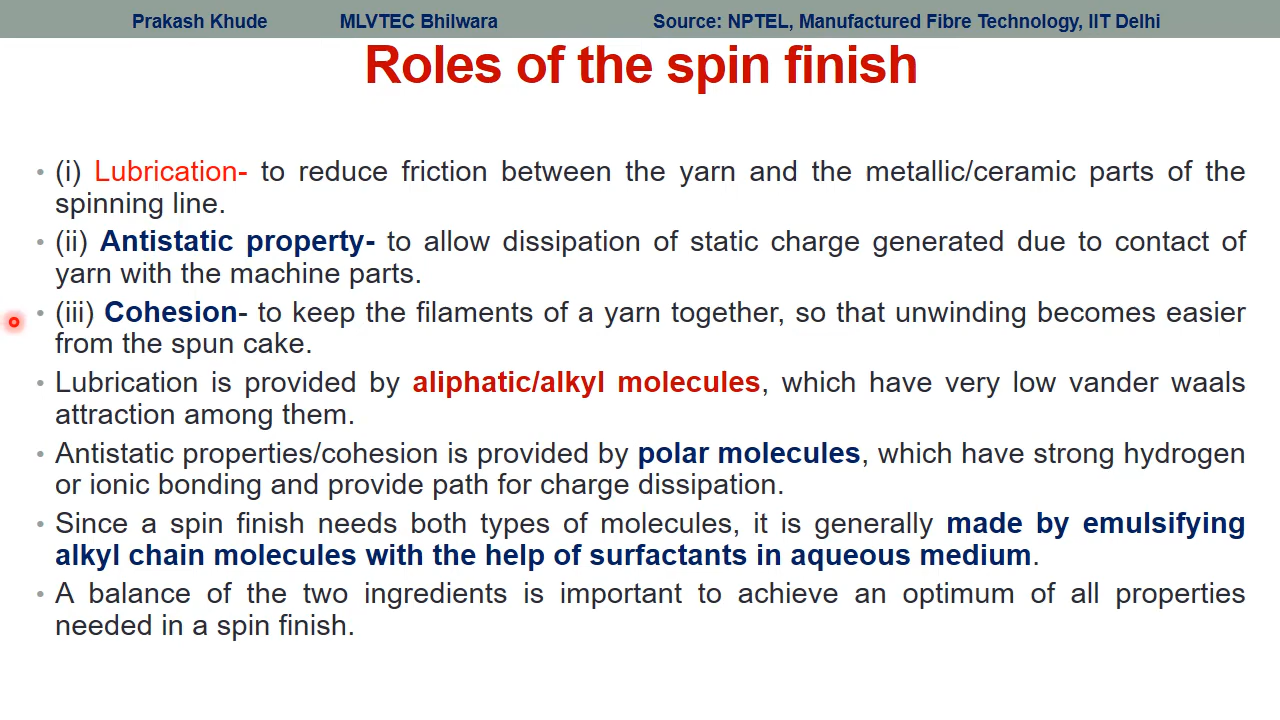 Prakash Khude MLVTEC Bhilwara Source: NPTEL, Manufactured Fibre Technology, IIT Delhi
Roles of the spin finish
• (i) Lubrication- to reduce friction between the yarn and the metallic/ceramic parts of the
spinning line.
• (ii) Antistatic property- to allow dissipation of static charge generated due to contact of
yarn with the machine parts.
• (iii) Cohesion- to keep the filaments of a yarn together, so that unwinding becomes easier
from the spun cake.
• Lubrication is provided by aliphatic/alkyl molecules, which have very low vander waals
attraction among them.
• Antistatic properties/cohesion is provided by polar molecules, which have strong hydrogen
or ionic bonding and provide path for charge dissipation.
• Since a spin finish needs both types of molecules, it is generally made by emulsifying
alkyl chain molecules with the help of surfactants in aqueous medium.
• A balance of the two ingredients is important to achieve an optimum of all properties
needed in a spin finish.